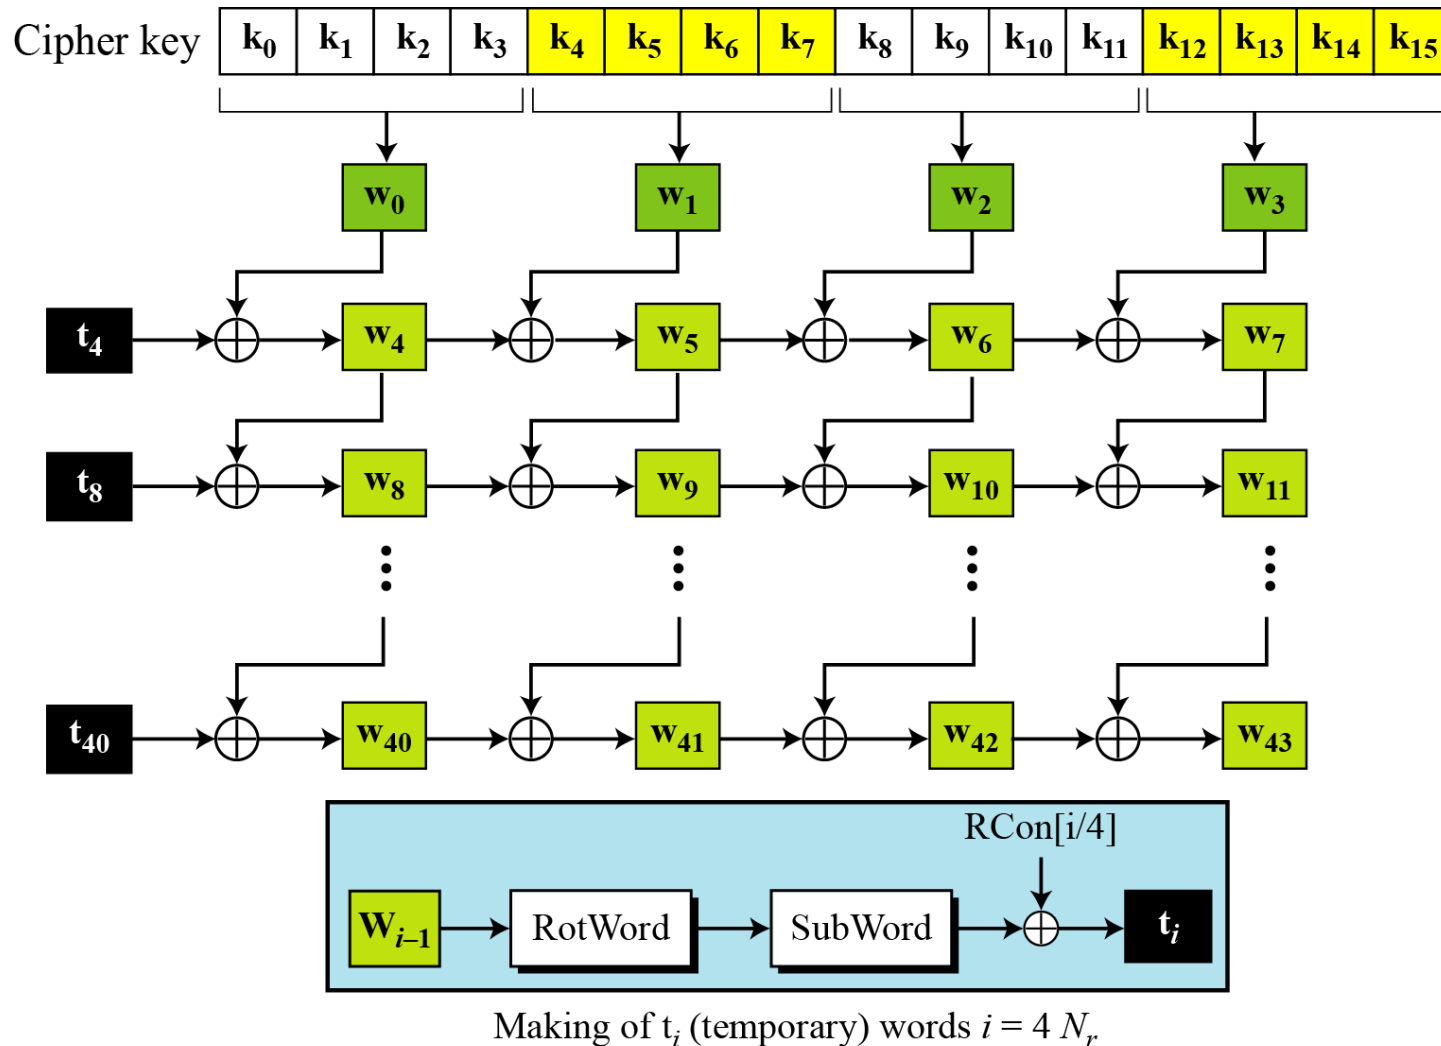 Cipher key k₀ k₁ k₂ k₃ k₄ k₅ k₆ k₇ k₈ k₉ k₁₀ k₁₁ k₁₂ k₁₃ k₁₄ k₁₅
w₀ w₁ w₂ w₃
t₄ w₄ w₅ w₆ w₇
t₈ w₈ w₉ w₁₀ w₁₁
t₄₀ w₄₀ w₄₁ w₄₂ w₄₃
RCon[i/4]
Wᵢ₋₁ RotWord SubWord tᵢ
Making of tᵢ (temporary) words i = 4 Nᵣ